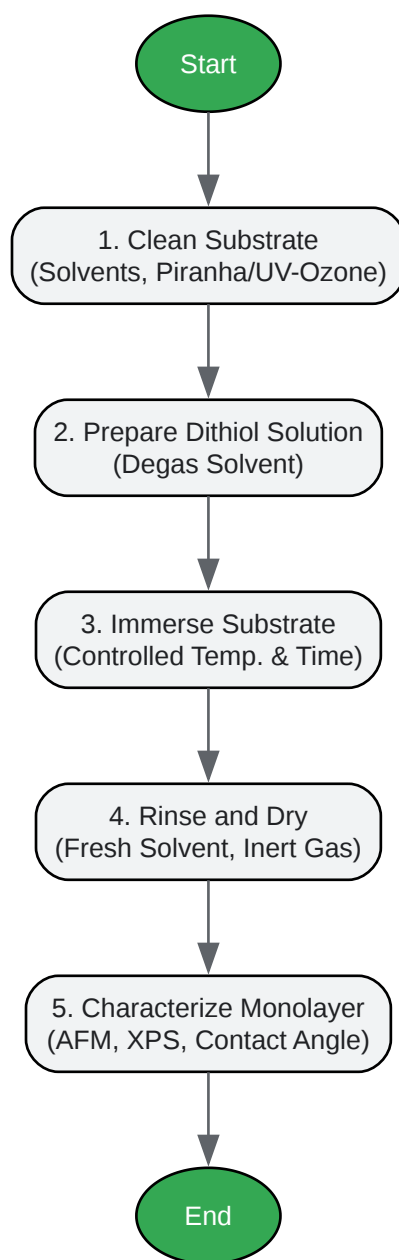 Start
1. Clean Substrate
(Solvents, Piranha/UV-Ozone)
2. Prepare Dithiol Solution
(Degas Solvent)
3. Immerse Substrate
(Controlled Temp. & Time)
4. Rinse and Dry
(Fresh Solvent, Inert Gas)
5. Characterize Monolayer
(AFM, XPS, Contact Angle)
End